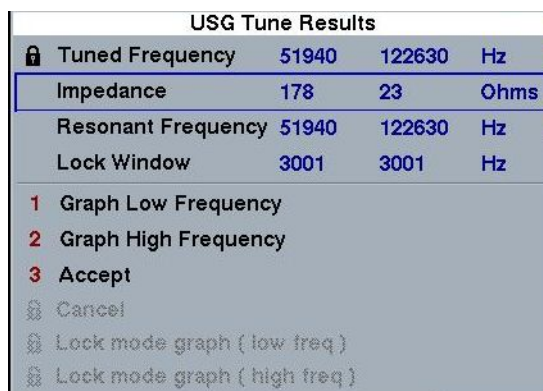 USG Tune Results
Tuned Frequency 51940 122630 Hz
Impedance 178 23 Ohms
Resonant Frequency 51940 122630 Hz
Lock Window 3001 3001 Hz
1 Graph Low Frequency
2 Graph High Frequency
3 Accept
Cancel
Lock mode graph ( low freq )
Lock mode graph ( high freq )